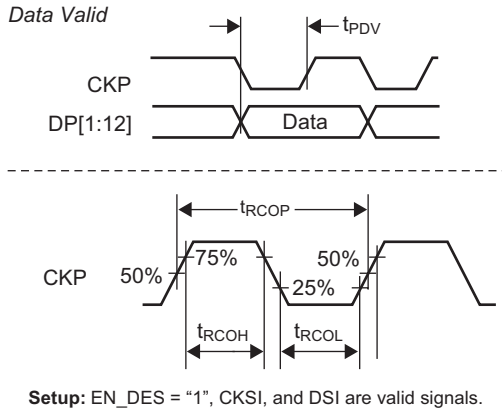 Data Valid
tPDV
CKP
DP[1:12]
Data
tRCOP
75%
50%
CKP
50%
25%
tRCOH
tRCOL
Setup: EN_DES = “1”, CKSI, and DSI are valid signals.